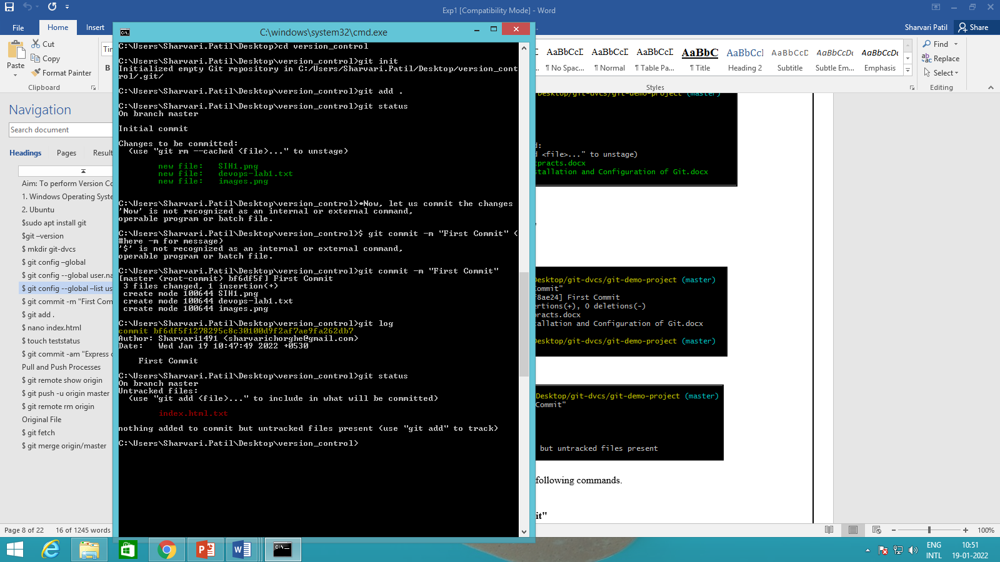 Exp1 [Compatibility Mode] - Word
File
Home
Insert
Sharvari Patil
Share
Paste
Cut
Copy
Format Painter
Clipboard
B
AaBbCcD
AaBbCcD
AaBbCcD
AaBbC
AaBbCcI
AaBbCcD
AaBbCcDc
AaBbCcDc
¶ No Spac...
¶ Normal
¶ Table Pa...
¶ Title
Heading 2
Subtitle
Subtle Em...
Emphasis
Styles
Find
Replace
Select
Editing
Navigation
Search document
Headings
Pages
Aim: To perform Version Co
1. Windows Operating Syste
2. Ubuntu
$sudo apt install git
$git –version
$ mkdir git-dvcs
$ git config –global
$ git config --global user.na
$ git config --global –list us
$ git commit -m "First Com
$ git add .
$ nano index.html
$ touch teststatus
$ git commit -am "Express c
Pull and Push Processes
$ git remote show origin
$ git push -u origin master
$ git remote rm origin
Original File
$ git fetch
$ git merge origin/master
C:\windows\system32\cmd.exe
C:\Users\Sharvari.Patil\Desktop>cd version_control
C:\Users\Sharvari.Patil\Desktop\version_control>git init
Initialized empty Git repository in C:/Users/Sharvari.Patil/Desktop/version_cont
rol/.git/
C:\Users\Sharvari.Patil\Desktop\version_control>git add .
C:\Users\Sharvari.Patil\Desktop\version_control>git status
On branch master
Initial commit
Changes to be committed:
(use "git rm --cached <file>..." to unstage)
new file: SIH1.png
new file: devops-lab1.txt
new file: images.png
C:\Users\Sharvari.Patil\Desktop\version_control>•Now, let us commit the changes
'Now' is not recognized as an internal or external command,
operable program or batch file.
C:\Users\Sharvari.Patil\Desktop\version_control>$ git commit -m "First Commit" (
#here -m for message)
'$' is not recognized as an internal or external command,
operable program or batch file.
C:\Users\Sharvari.Patil\Desktop\version_control>git commit -m "First Commit"
[master (root-commit) bf6df5f] First Commit
3 files changed, 1 insertion(+)
create mode 100644 SIH1.png
create mode 100644 devops-lab1.txt
create mode 100644 images.png
C:\Users\Sharvari.Patil\Desktop\version_control>git log
commit bf6df5f1278295c8c30100d9f2af7ae9fa262db7
Author: Sharvari1491 <sharvarichorghe@gmail.com>
Date: Wed Jan 19 10:47:49 2022 +0530
First Commit
C:\Users\Sharvari.Patil\Desktop\version_control>git status
On branch master
Untracked files:
(use "git add <file>..." to include in what will be committed)
index.html.txt
nothing added to commit but untracked files present (use "git add" to track)
C:\Users\Sharvari.Patil\Desktop\version_control>
Desktop/git-dvcs/git-demo-project (master)
d:
d <file>..." to unstage)
practs.docx
stallation and Configuration of Git.docx
Desktop/git-dvcs/git-demo-project (master)
Commit"
f8ae24] First Commit
ertions(+), 0 deletions(-)
practs.docx
tallation and Configuration of Git.docx
Desktop/git-dvcs/git-demo-project (master)
Desktop/git-dvcs/git-demo-project (master)
Commit"
but untracked files present
following commands.
it"
Page 8 of 22
16 of 1245 words
100%
ENG
INTL
10:51
19-01-2022